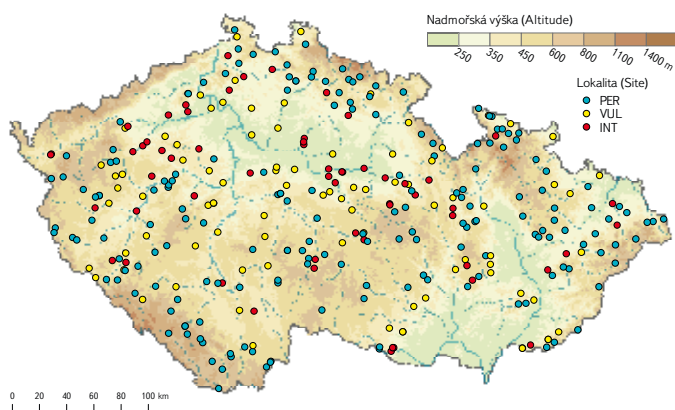 Nadmořská výška (Altitude)
250 350 450 600 800 1100 1400 m
Lokalita (Site)
PER
VUL
INT
0 20 40 60 80 100 km